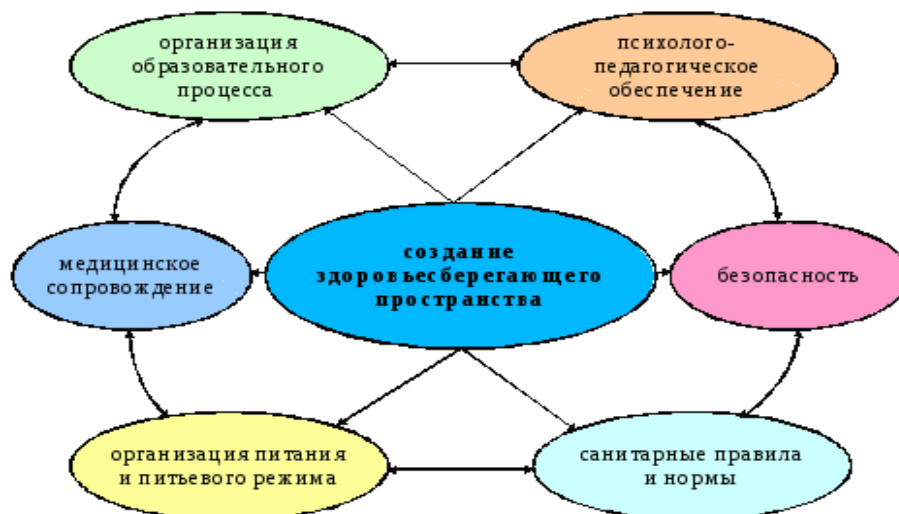 организация
образовательного
процесса
психолого-
педагогическое
обеспечение
медицинское
сопровождение
создание
здоровьесберегающего
пространства
безопасность
организация питания
и питьевого режима
санитарные правила
и нормы